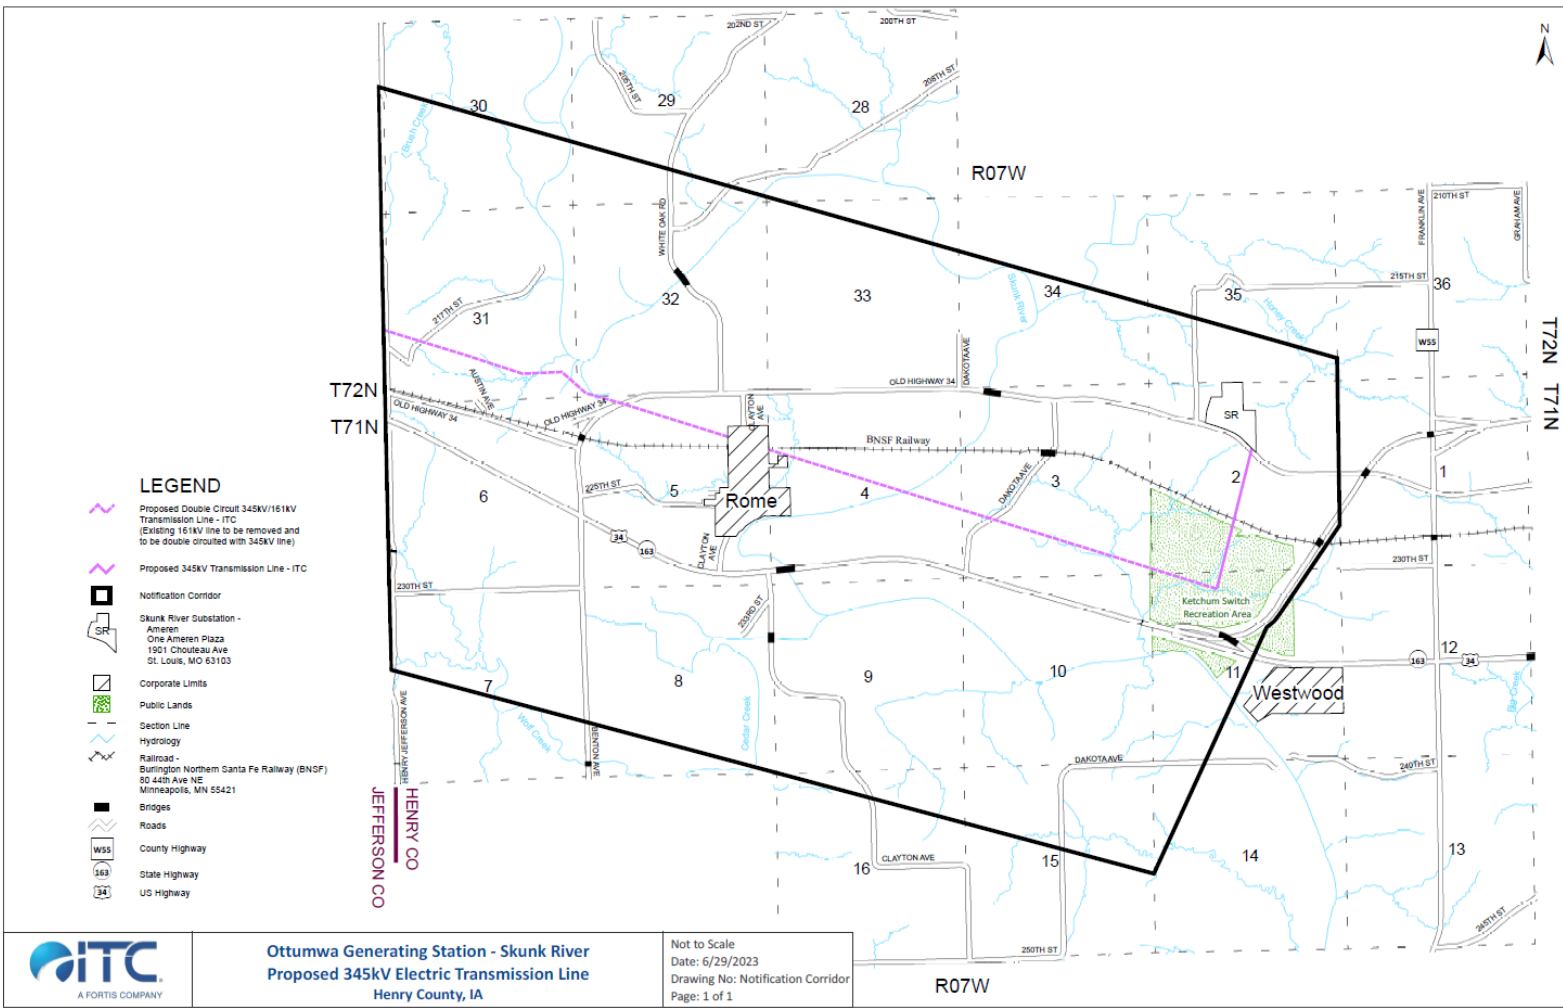 202ND ST
200TH ST
N
205TH ST
208TH ST
30
29
28
Brush Creek
R07W
WHITE OAK RD
FRANKLIN AVE
210TH ST
GRAHAM AVE
217TH ST
31
32
33
Skunk River
34
35
Honey Creek
215TH ST
36
W55
T72N
T71N
T72N
T71N
AUSTIN AVE
OLD HIGHWAY 34
OLD HIGHWAY 34
CLAYTON
AVE
OLD HIGHWAY 34
DAKOTA AVE
SR
BNSF Railway
DAKOTA AVE
6
225TH ST
5
Rome
4
3
2
1
34
163
CLAYTON
AVE
230TH ST
233RD ST
230TH ST
Ketchum Switch
Recreation Area
7
8
9
10
11
12
163
34
Westwood
Wolf Creek
Cedar Creek
Big Creek
HENRY JEFFERSON AVE
BENTON AVE
DAKOTA AVE
240TH ST
HENRY CO
JEFFERSON CO
16
CLAYTON AVE
15
14
13
245TH ST
250TH ST
R07W
LEGEND
Proposed Double Circuit 345kV/161kV
Transmission Line - ITC
(Existing 161kV line to be removed and
to be double circuited with 345kV line)
Proposed 345kV Transmission Line - ITC
Notification Corridor
SR
Skunk River Substation -
Ameren
One Ameren Plaza
1901 Chouteau Ave
St. Louis, MO 63103
Corporate Limits
Public Lands
Section Line
Hydrology
Railroad -
Burlington Northern Santa Fe Railway (BNSF)
80 44th Ave NE
Minneapolis, MN 55421
Bridges
Roads
W55 County Highway
163 State Highway
34 US Highway
ITC
A FORTIS COMPANY
Ottumwa Generating Station - Skunk River
Proposed 345kV Electric Transmission Line
Henry County, IA
Not to Scale
Date: 6/29/2023
Drawing No: Notification Corridor
Page: 1 of 1